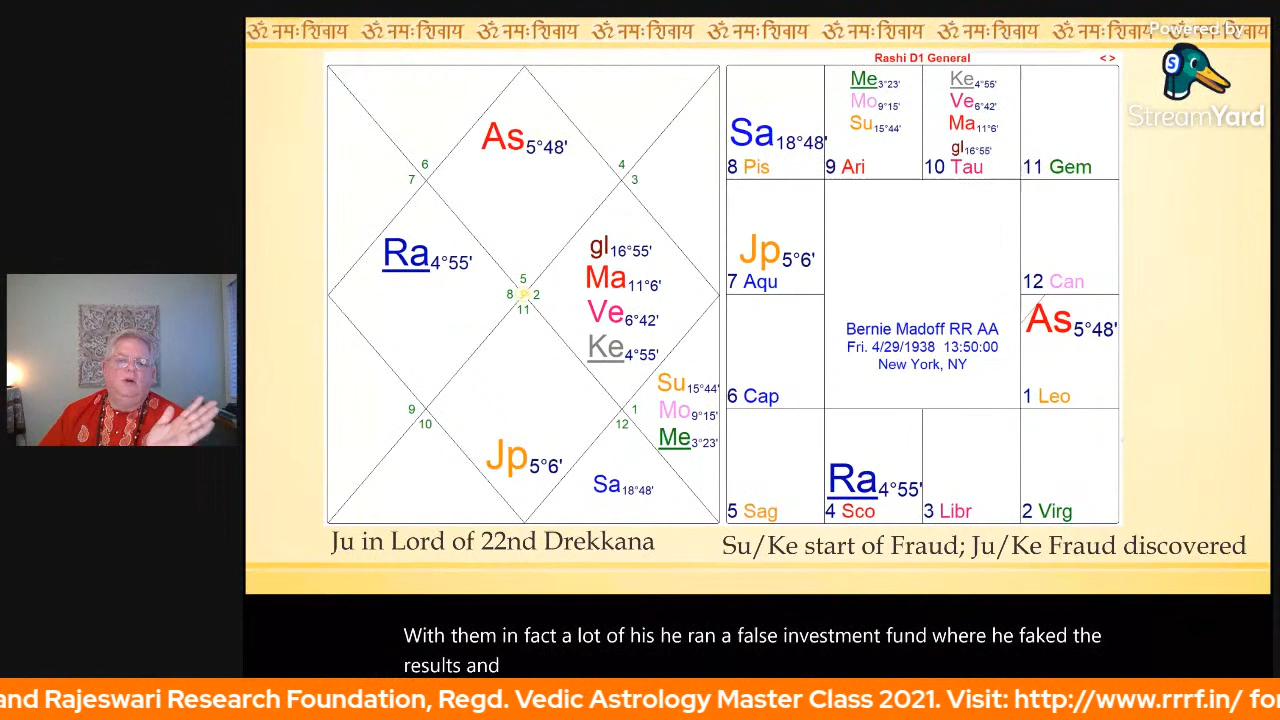 ॐ नमः शिवाय ॐ नमः शिवाय ॐ नमः शिवाय ॐ नमः शिवाय ॐ नमः शिवाय ॐ नमः शिवाय ॐ नमः शिवाय ॐ नमः शिवाय ॐ नमः शिवाय
Powered by
StreamYard
As 5°48'
6
7
4
3
Ra 4°55'
gl 16°55'
Ma 11°6'
Ve 6°42'
Ke 4°55'
5
8 2
11
Su 15°44'
Mo 9°15'
Me 3°23'
9
10
1
12
Jp 5°6'
Sa 18°48'
Rashi D1 General
< >
Sa 18°48'
8 Pis
Me 3°23'
Mo 9°15'
Su 15°44'
9 Ari
Ke 4°55'
Ve 6°42'
Ma 11°6'
gl 16°55'
10 Tau
11 Gem
Jp 5°6'
7 Aqu
12 Can
Bernie Madoff RR AA
Fri. 4/29/1938 13:50:00
New York, NY
6 Cap
As 5°48'
1 Leo
5 Sag
Ra 4°55'
4 Sco
3 Libr
2 Virg
Ju in Lord of 22nd Drekkana
Su/Ke start of Fraud; Ju/Ke Fraud discovered
With them in fact a lot of his he ran a false investment fund where he faked the
results and
and Rajeswari Research Foundation, Regd. Vedic Astrology Master Class 2021. Visit: http://www.rrrf.in/ fo